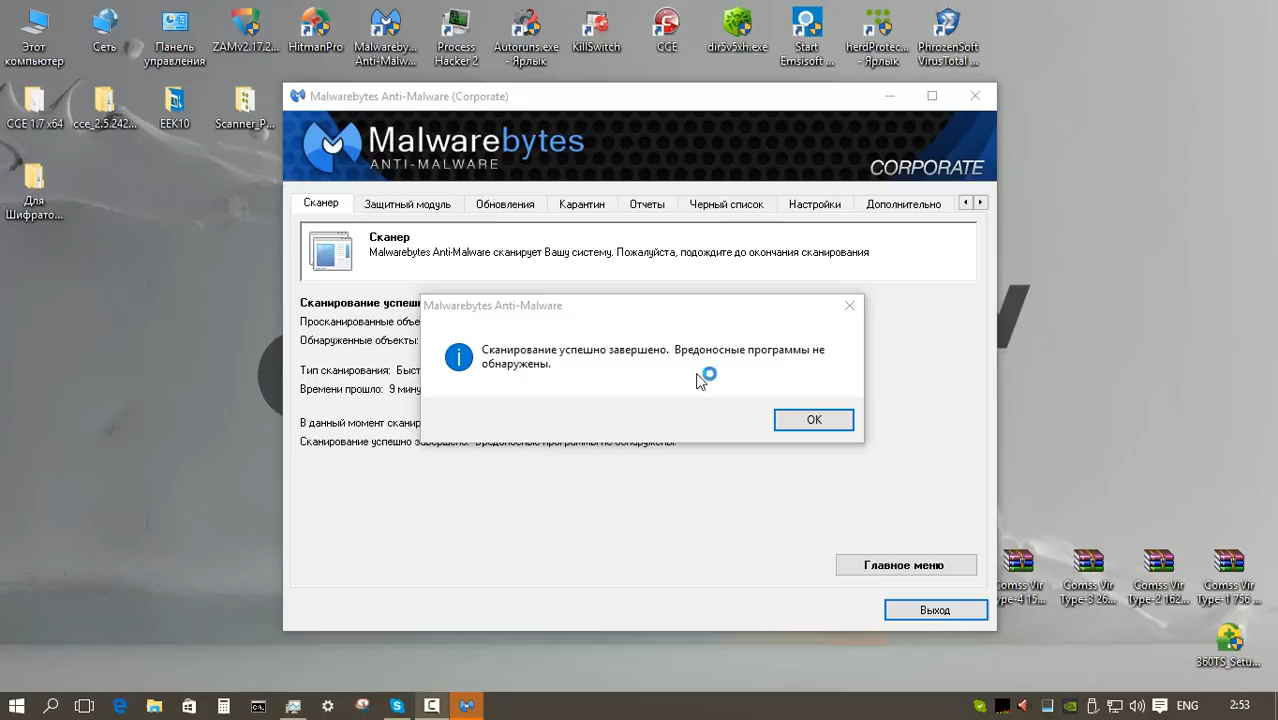 Этот
компьютер
Сеть
Панель
управления
ZAMv2.17.2...
HitmanPro
Malwareby...
Anti-Malw...
Process
Hacker 2
Autoruns.exe
- Ярлык
KillSwitch
CCE
dir5v5xh.exe
Start
Emsisoft ...
herdProtec...
- Ярлык
PhrozenSoft
VirusTotal ...
CCE 1.7 x64
cce_2.5.242...
EEK10
Scanner_P...
Для
Шифрато...
Malwarebytes Anti-Malware (Corporate)
Malwarebytes
ANTI-MALWARE
CORPORATE
Сканер
Защитный модуль
Обновления
Карантин
Отчеты
Черный список
Настройки
Дополнительно
Сканер
Malwarebytes Anti-Malware сканирует Вашу систему. Пожалуйста, подождите до окончания сканирования
Сканирование успешн
Просканированные объе
Обнаруженные объекты:
Тип сканирования: Быст
Времени прошло: 9 мину
В данный момент сканир
Сканирование успешно завершено. Вредоносные программы не обнаружены.
Malwarebytes Anti-Malware
Сканирование успешно завершено. Вредоносные программы не
обнаружены.
OK
Главное меню
Выход
Comss Vir
Type-4 15...
Comss Vir
Type-3 26...
Comss Vir
Type-2 162...
Comss Vir
Type-1 756 ...
360TS_Setu...
ENG
2:53